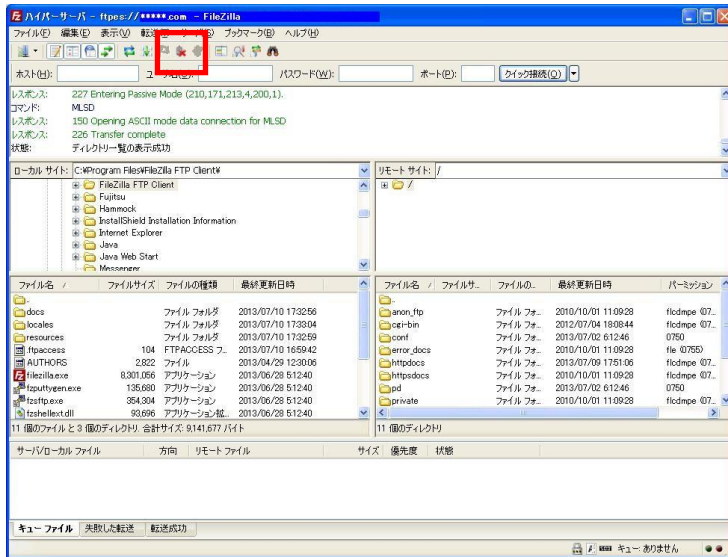 ハイパーサーバ - ftpes://*****.com - FileZilla
ファイル(F) 編集(E) 表示(V) 転送 ブックマーク(B) ヘルプ(H)
ホスト(H): パスワード(W): ポート(P): クイック接続(Q)
レスポンス: 227 Entering Passive Mode (210,171,213,4,200,1).
コマンド: MLSD
レスポンス: 150 Opening ASCII mode data connection for MLSD
レスポンス: 226 Transfer complete
状態: ディレクトリ一覧の表示成功
ローカル サイト: C:¥Program Files¥FileZilla FTP Client¥
FileZilla FTP Client
Fujitsu
Hammock
InstallShield Installation Information
Internet Explorer
Java
Java Web Start
Messenger
リモート サイト: /
/
ファイル名 / ファイルサイズ ファイルの種類 最終更新日時
..
docs ファイル フォルダ 2013/07/10 17:32:56
locales ファイル フォルダ 2013/07/10 17:33:04
resources ファイル フォルダ 2013/07/10 17:32:59
.ftpaccess 104 FTPACCESS フ... 2013/07/10 16:59:42
AUTHORS 2,822 ファイル 2013/04/29 12:30:06
filezilla.exe 8,301,056 アプリケーション 2013/06/28 5:12:40
fzputtygen.exe 135,680 アプリケーション 2013/06/28 5:12:40
fzsftp.exe 354,304 アプリケーション 2013/06/28 5:12:40
fzshellext.dll 93,696 アプリケーション拡... 2013/06/28 5:12:40
11 個のファイル と 3 個のディレクトリ. 合計サイズ: 9,141,677 バイト
ファイル名 / ファイルサ... ファイルの... 最終更新日時 パーミッション
..
anon_ftp ファイル フォ... 2010/10/01 11:09:28 flcdmpe (07...
cgi-bin ファイル フォ... 2012/07/04 18:08:44 flcdmpe (07...
conf ファイル フォ... 2013/07/02 6:12:46 0750
error_docs ファイル フォ... 2010/10/01 11:09:28 fle (0755)
httpdocs ファイル フォ... 2013/07/09 17:51:06 flcdmpe (07...
httpsdocs ファイル フォ... 2010/10/01 11:09:28 flcdmpe (07...
pd ファイル フォ... 2013/07/02 6:12:46 0750
private ファイル フォ... 2010/10/01 11:09:28 flcdmpe (07...
11 個のディレクトリ
サーバ/ローカル ファイル 方向 リモート ファイル サイズ 優先度 状態
キュー ファイル 失敗した転送 転送成功
キュー: ありません